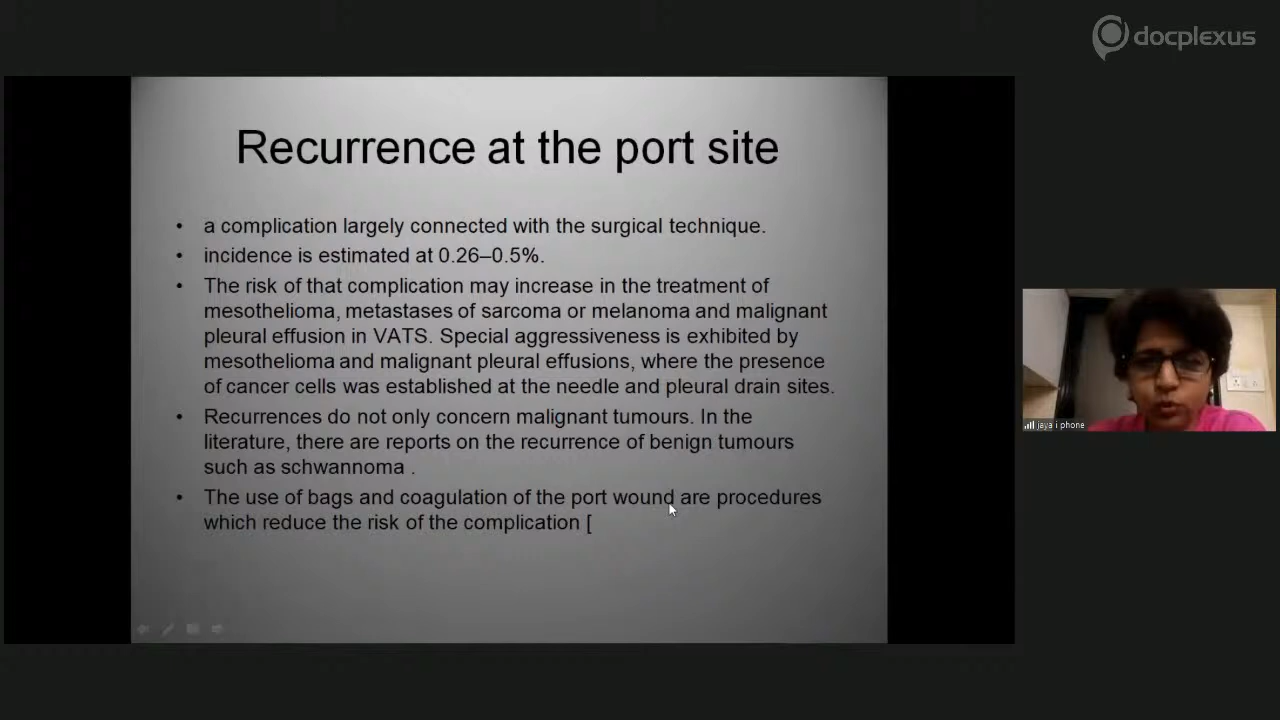 docplexus
Recurrence at the port site
• a complication largely connected with the surgical technique.
• incidence is estimated at 0.26–0.5%.
• The risk of that complication may increase in the treatment of
mesothelioma, metastases of sarcoma or melanoma and malignant
pleural effusion in VATS. Special aggressiveness is exhibited by
mesothelioma and malignant pleural effusions, where the presence
of cancer cells was established at the needle and pleural drain sites.
• Recurrences do not only concern malignant tumours. In the
literature, there are reports on the recurrence of benign tumours
such as schwannoma .
• The use of bags and coagulation of the port wound are procedures
which reduce the risk of the complication [
jaya i phone